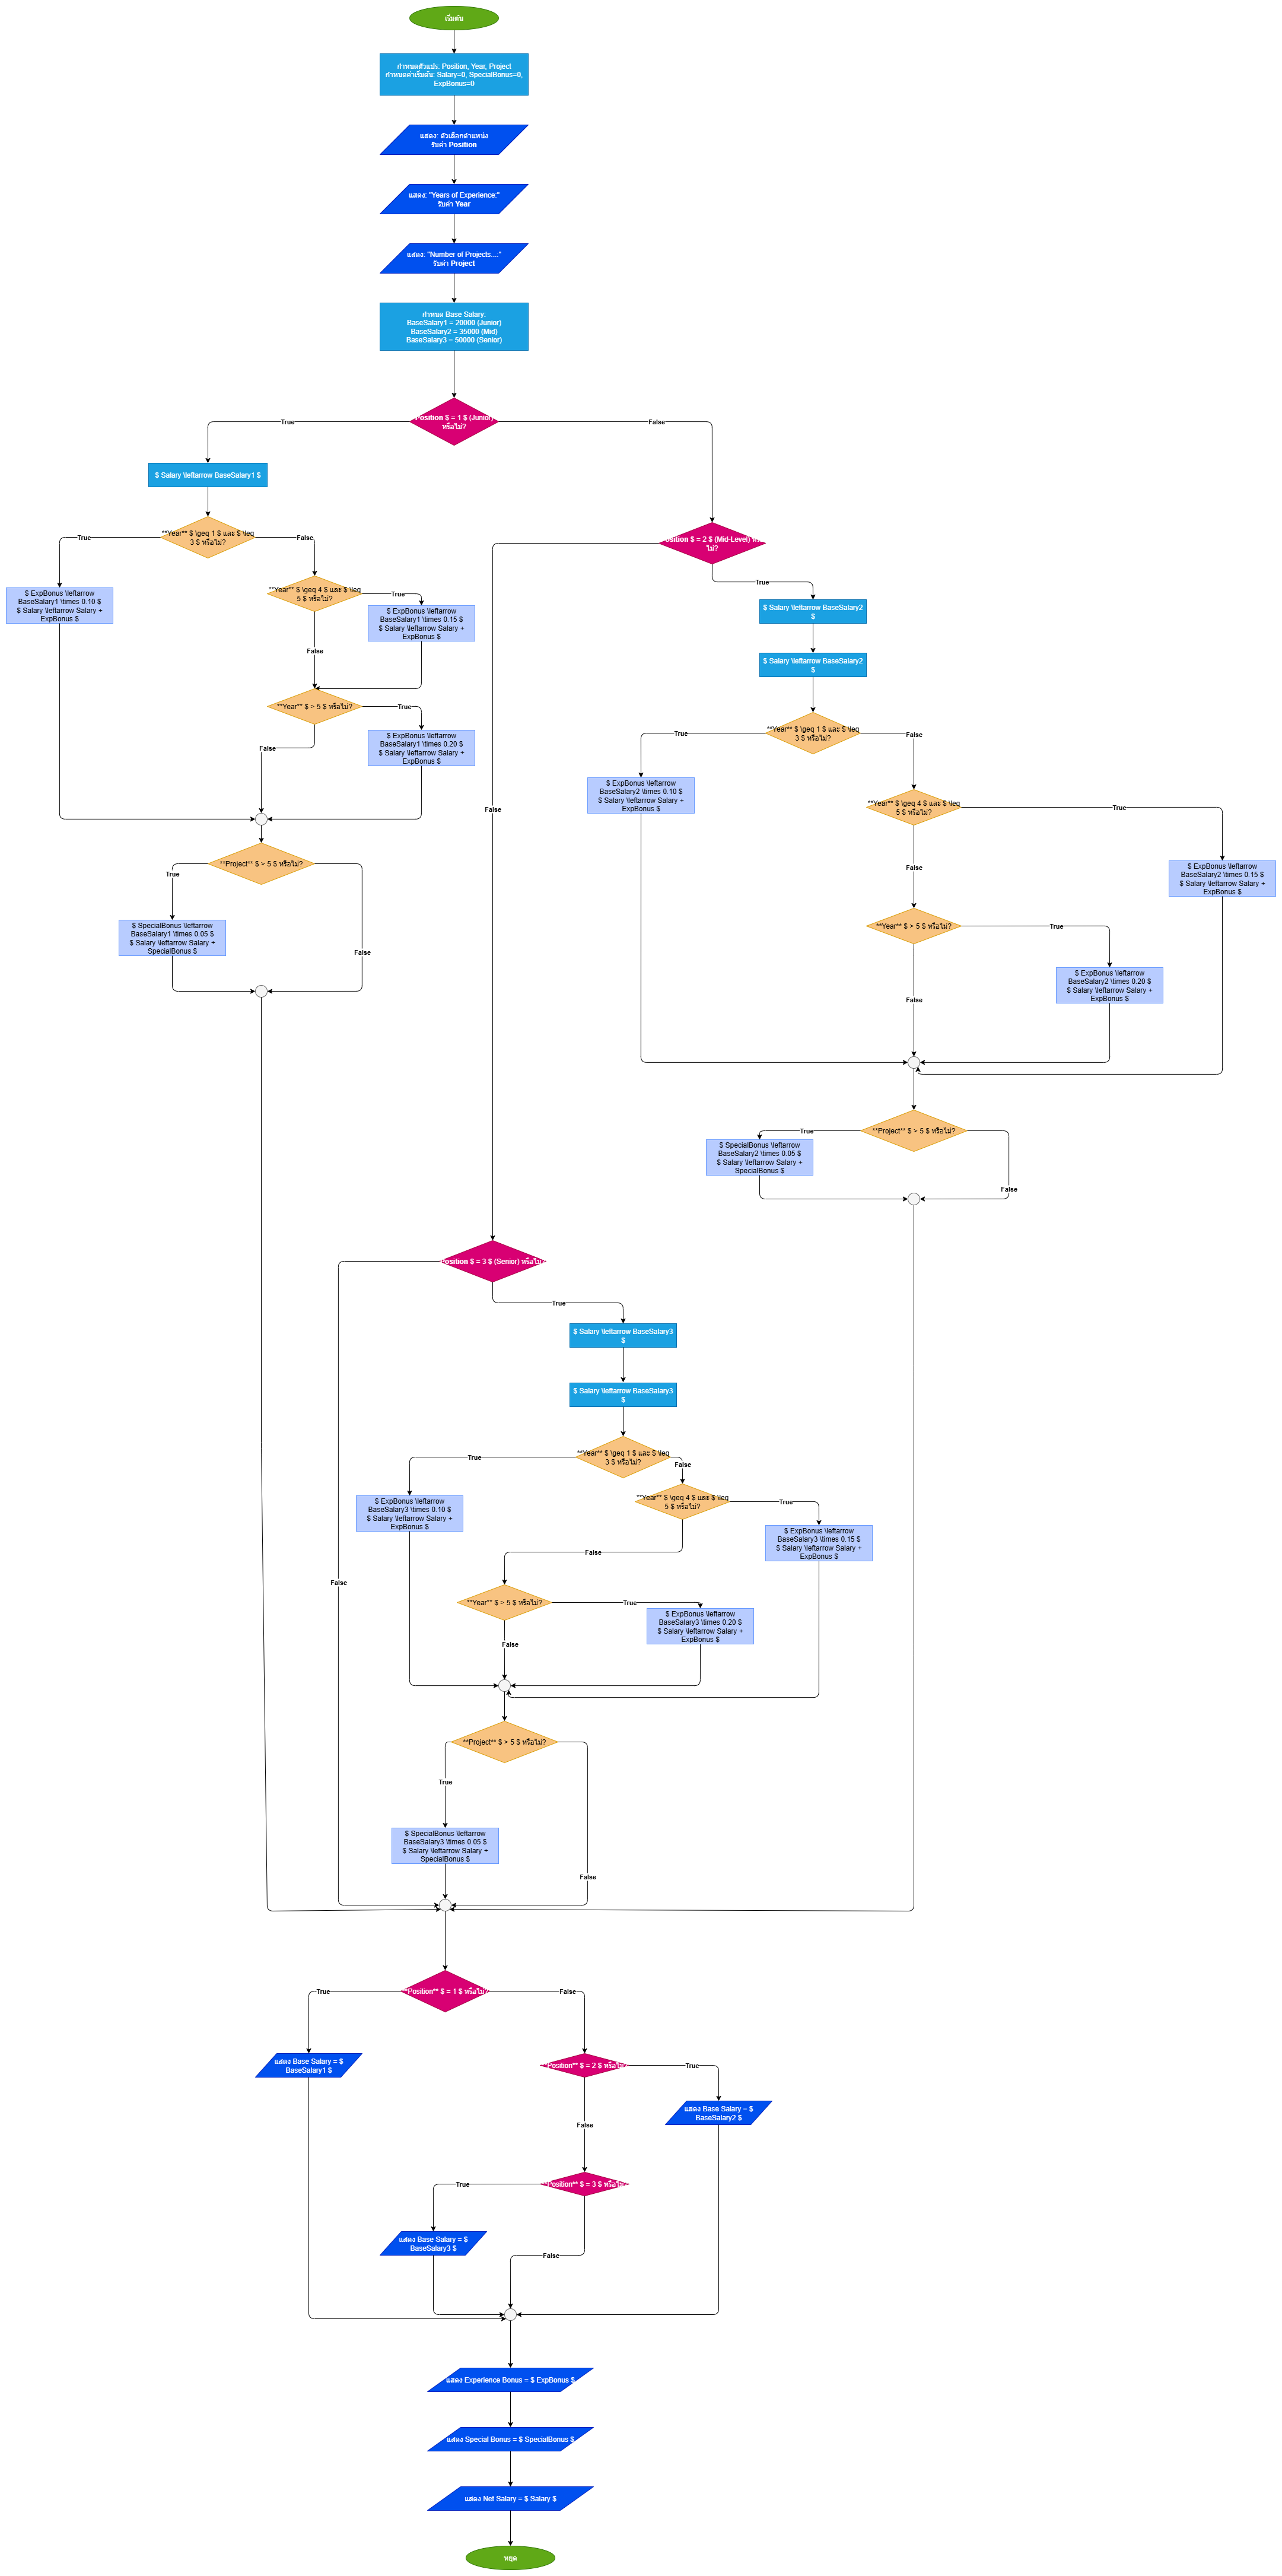 เริ่มต้น
กำหนดตัวแปร: Position, Year, Project
กำหนดค่าเริ่มต้น: Salary=0, SpecialBonus=0,
ExpBonus=0
แสดง: ตัวเลือกตำแหน่ง
รับค่า Position
แสดง: "Years of Experience:"
รับค่า Year
แสดง: "Number of Projects...:"
รับค่า Project
กำหนด Base Salary:
BaseSalary1 = 20000 (Junior)
BaseSalary2 = 35000 (Mid)
BaseSalary3 = 50000 (Senior)
Position $ = 1 $ (Junior)
หรือไม่?
True
False
$ Salary \leftarrow BaseSalary1 $
**Year** $ \geq 1 $ และ $ \leq
3 $ หรือไม่?
True
False
$ ExpBonus \leftarrow
BaseSalary1 \times 0.10 $
$ Salary \leftarrow Salary +
ExpBonus $
**Year** $ \geq 4 $ และ $ \leq
5 $ หรือไม่?
True
$ ExpBonus \leftarrow
BaseSalary1 \times 0.15 $
$ Salary \leftarrow Salary +
ExpBonus $
False
**Year** $ > 5 $ หรือไม่?
True
False
$ ExpBonus \leftarrow
BaseSalary1 \times 0.20 $
$ Salary \leftarrow Salary +
ExpBonus $
**Project** $ > 5 $ หรือไม่?
True
$ SpecialBonus \leftarrow
BaseSalary1 \times 0.05 $
$ Salary \leftarrow Salary +
SpecialBonus $
False
Position $ = 2 $ (Mid-Level)
ไม่?
True
False
$ Salary \leftarrow BaseSalary2
$
$ Salary \leftarrow BaseSalary2
$
**Year** $ \geq 1 $ และ $ \leq
3 $ หรือไม่?
True
False
$ ExpBonus \leftarrow
BaseSalary2 \times 0.10 $
$ Salary \leftarrow Salary +
ExpBonus $
**Year** $ \geq 4 $ และ $ \leq
5 $ หรือไม่?
True
False
$ ExpBonus \leftarrow
BaseSalary2 \times 0.15 $
$ Salary \leftarrow Salary +
ExpBonus $
**Year** $ > 5 $ หรือไม่?
True
False
$ ExpBonus \leftarrow
BaseSalary2 \times 0.20 $
$ Salary \leftarrow Salary +
ExpBonus $
**Project** $ > 5 $ หรือไม่?
True
$ SpecialBonus \leftarrow
BaseSalary2 \times 0.05 $
$ Salary \leftarrow Salary +
SpecialBonus $
False
Position $ = 3 $ (Senior) หรือไม่?
True
False
$ Salary \leftarrow BaseSalary3
$
$ Salary \leftarrow BaseSalary3
$
**Year** $ \geq 1 $ และ $ \leq
3 $ หรือไม่?
True
False
$ ExpBonus \leftarrow
BaseSalary3 \times 0.10 $
$ Salary \leftarrow Salary +
ExpBonus $
**Year** $ \geq 4 $ และ $ \leq
5 $ หรือไม่?
True
$ ExpBonus \leftarrow
BaseSalary3 \times 0.15 $
$ Salary \leftarrow Salary +
ExpBonus $
False
**Year** $ > 5 $ หรือไม่?
True
$ ExpBonus \leftarrow
BaseSalary3 \times 0.20 $
$ Salary \leftarrow Salary +
ExpBonus $
False
**Project** $ > 5 $ หรือไม่?
True
$ SpecialBonus \leftarrow
BaseSalary3 \times 0.05 $
$ Salary \leftarrow Salary +
SpecialBonus $
False
*Position** $ = 1 $ หรือไม่?
True
False
แสดง Base Salary = $
BaseSalary1 $
*Position** $ = 2 $ หรือไม่?
True
แสดง Base Salary = $
BaseSalary2 $
False
*Position** $ = 3 $ หรือไม่?
True
แสดง Base Salary = $
BaseSalary3 $
False
แสดง Experience Bonus = $ ExpBonus $
แสดง Special Bonus = $ SpecialBonus $
แสดง Net Salary = $ Salary $
หยุด